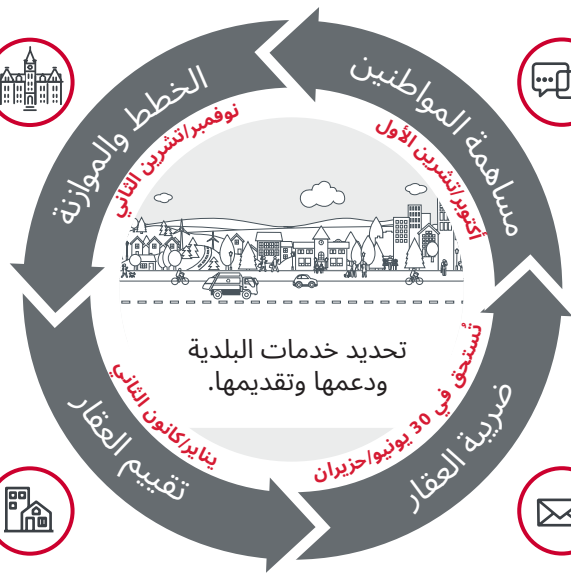 مساهمة المواطنين
أكتوبر/تشرين الأول
الخطط والموازنة
نوفمبر/تشرين الثاني
تحديد خدمات البلدية
ودعمها وتقديمها.
تقييم العقار
يناير/كانون الثاني
ضريبة العقار
تُستحق في 30 يونيو/حزيران